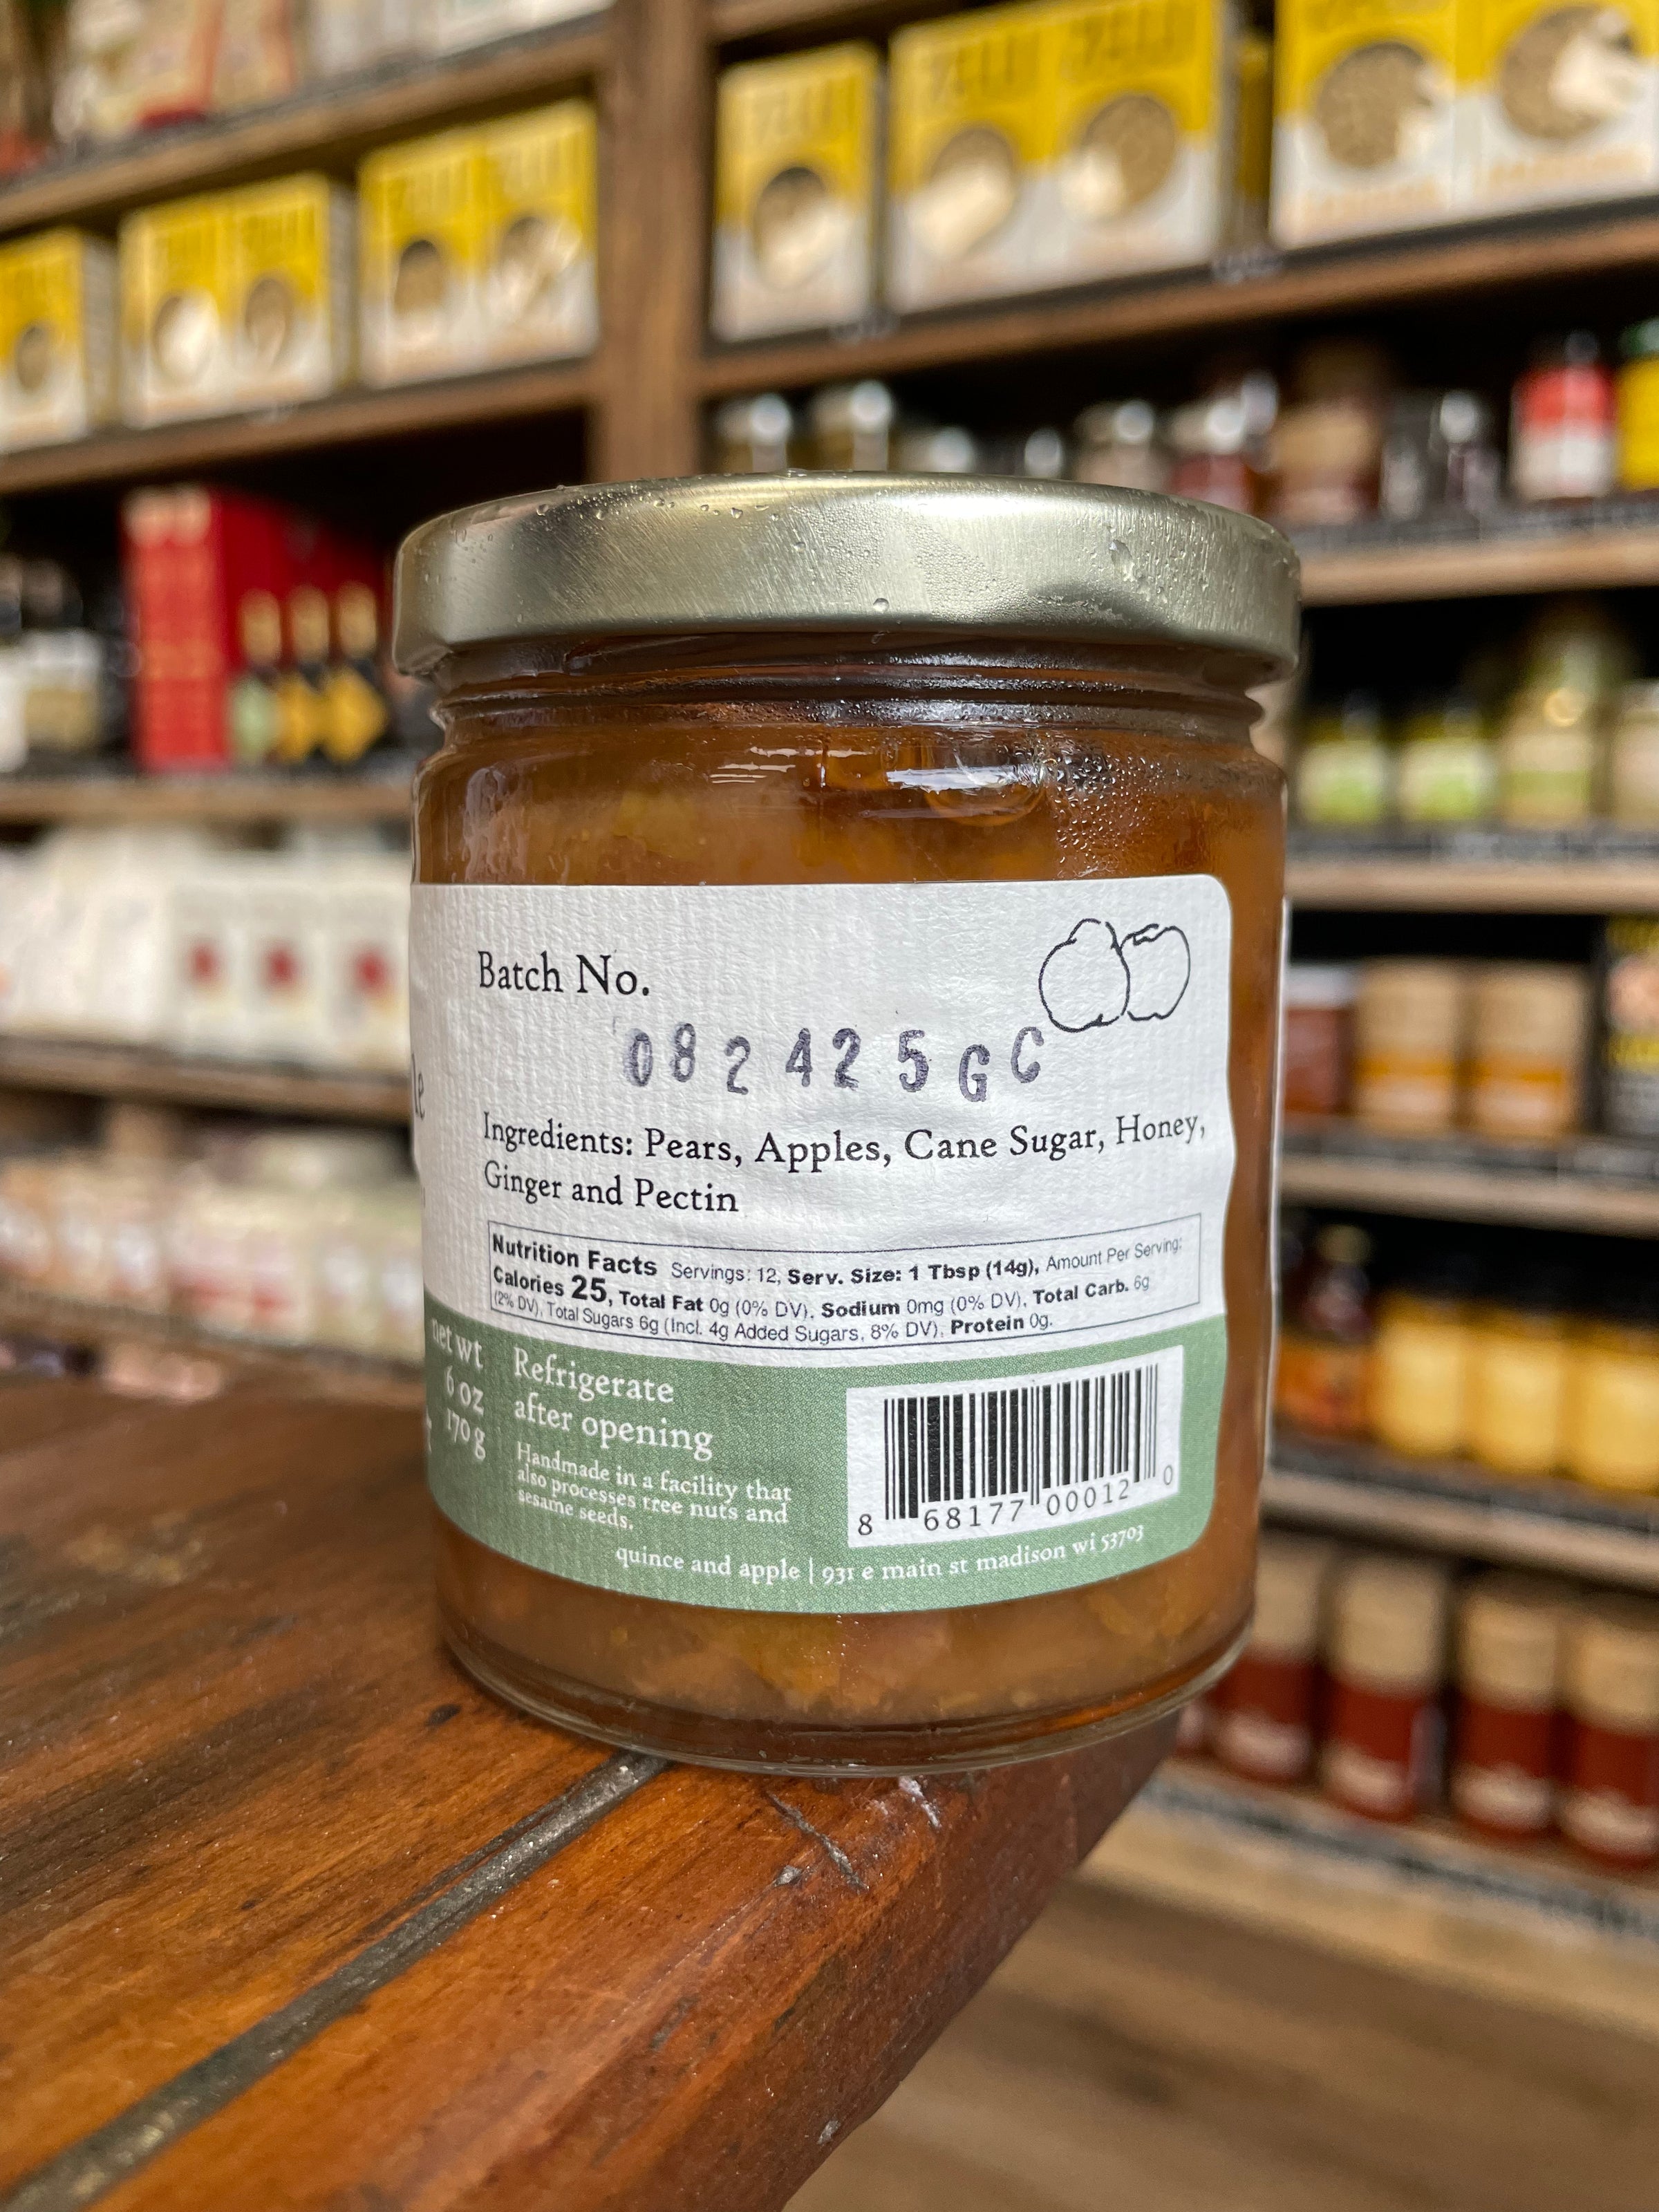 Batch No.
082425GC
Ingredients: Pears, Apples, Cane Sugar, Honey,
Ginger and Pectin
Nutrition Facts Servings: 12, Serv. Size: 1 Tbsp (14g), Amount Per Serving:
Calories 25, Total Fat 0g (0% DV), Sodium 0mg (0% DV), Total Carb. 6g
(2% DV), Total Sugars 6g (Incl. 4g Added Sugars, 8% DV), Protein 0g.
net wt
6 oz
170 g
Refrigerate
after opening
Handmade in a facility that
also processes tree nuts and
sesame seeds.
8 68177 00012 0
quince and apple | 931 e main st madison wi 53703